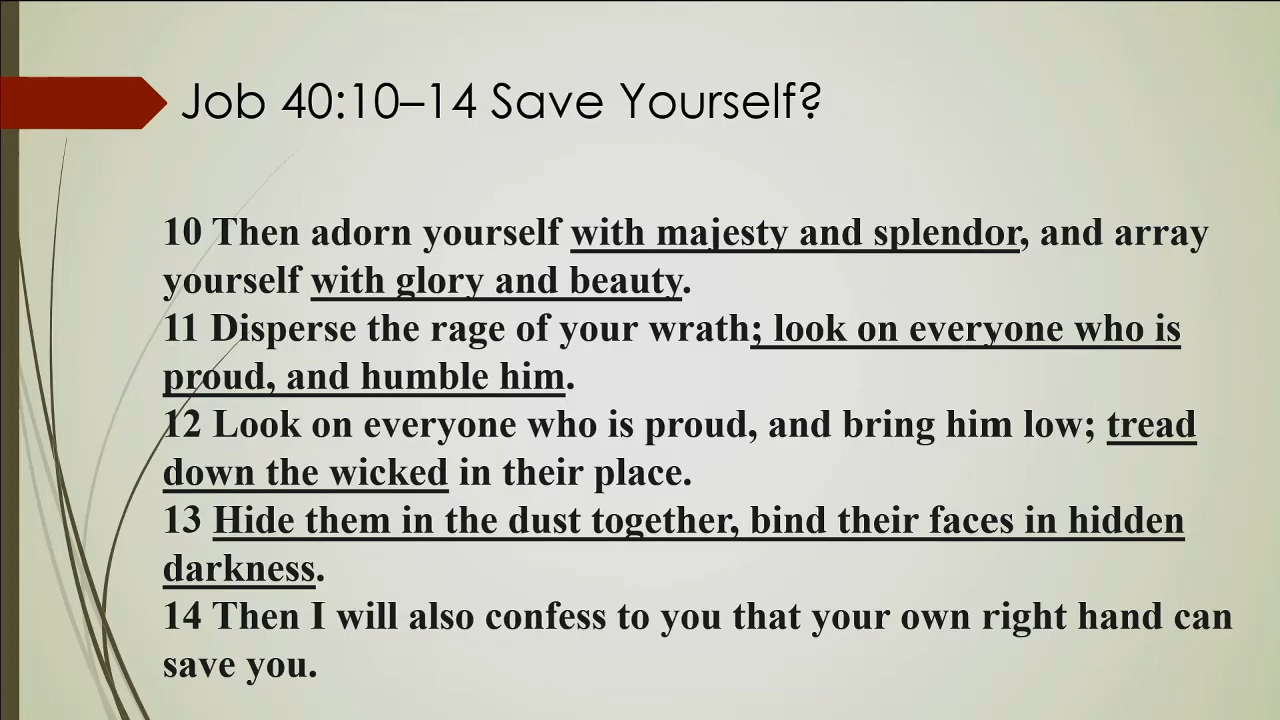 Job 40:10–14 Save Yourself?
10 Then adorn yourself with majesty and splendor, and array
yourself with glory and beauty.
11 Disperse the rage of your wrath; look on everyone who is
proud, and humble him.
12 Look on everyone who is proud, and bring him low; tread
down the wicked in their place.
13 Hide them in the dust together, bind their faces in hidden
darkness.
14 Then I will also confess to you that your own right hand can
save you.